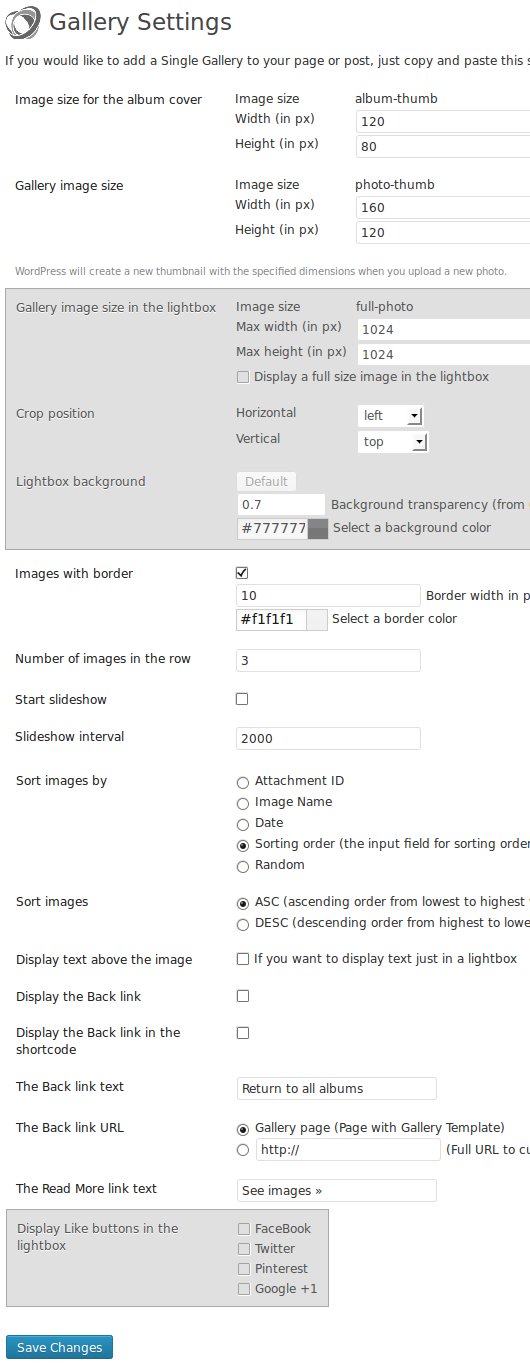 Gallery Settings
If you would like to add a Single Gallery to your page or post, just copy and paste this
Image size for the album cover Image size album-thumb
Width (in px) 120
Height (in px) 80
Gallery image size Image size photo-thumb
Width (in px) 160
Height (in px) 120
WordPress will create a new thumbnail with the specified dimensions when you upload a new photo.
Gallery image size in the lightbox Image size full-photo
Max width (in px) 1024
Max height (in px) 1024
Display a full size image in the lightbox
Crop position Horizontal left
Vertical top
Lightbox background Default
0.7 Background transparency (from
#777777 Select a background color
Images with border
10 Border width in p
#f1f1f1 Select a border color
Number of images in the row 3
Start slideshow
Slideshow interval 2000
Sort images by Attachment ID
Image Name
Date
Sorting order (the input field for sorting order
Random
Sort images ASC (ascending order from lowest to highest
DESC (descending order from highest to lowe
Display text above the image If you want to display text just in a lightbox
Display the Back link
Display the Back link in the
shortcode
The Back link text Return to all albums
The Back link URL Gallery page (Page with Gallery Template)
http:// (Full URL to cu
The Read More link text See images »
Display Like buttons in the FaceBook
lightbox
Twitter
Pinterest
Google +1
Save Changes